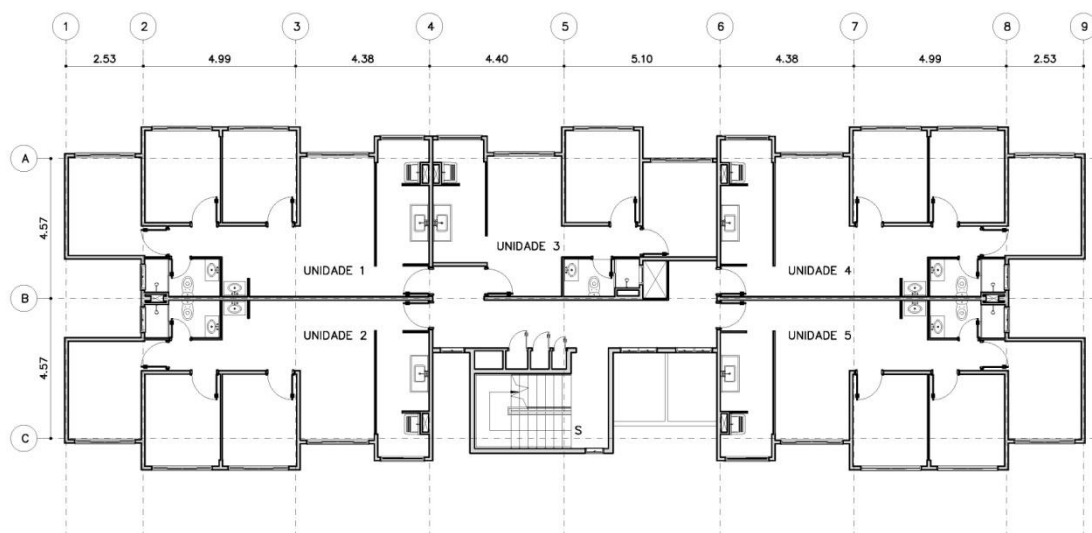 1 2 3 4 5 6 7 8 9
2.53 4.99 4.38 4.40 5.10 4.38 4.99 2.53
A
4.57
UNIDADE 3
UNIDADE 1 UNIDADE 4
B
UNIDADE 2 UNIDADE 5
4.57
S
C